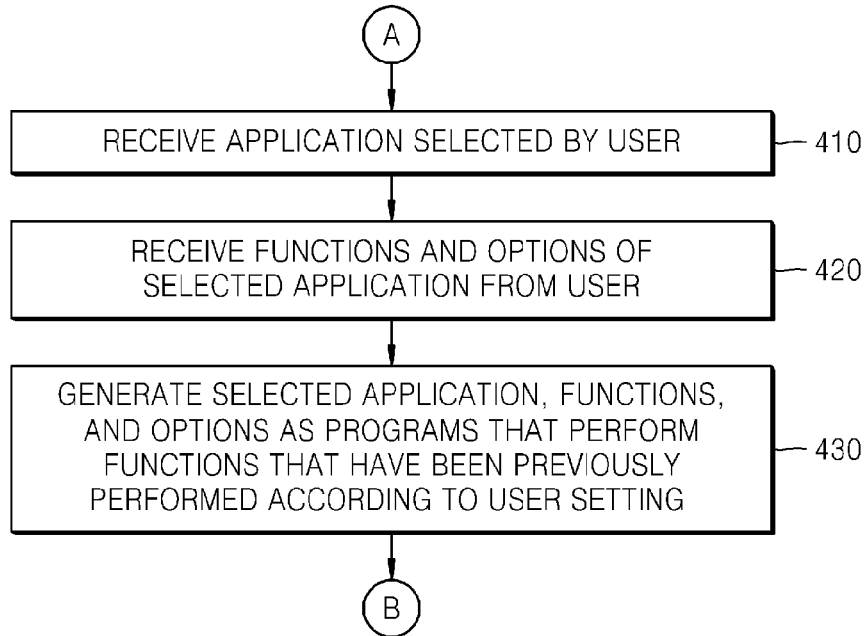 A
RECEIVE APPLICATION SELECTED BY USER
410
RECEIVE FUNCTIONS AND OPTIONS OF
SELECTED APPLICATION FROM USER
420
GENERATE SELECTED APPLICATION, FUNCTIONS,
AND OPTIONS AS PROGRAMS THAT PERFORM
FUNCTIONS THAT HAVE BEEN PREVIOUSLY
PERFORMED ACCORDING TO USER SETTING
430
B